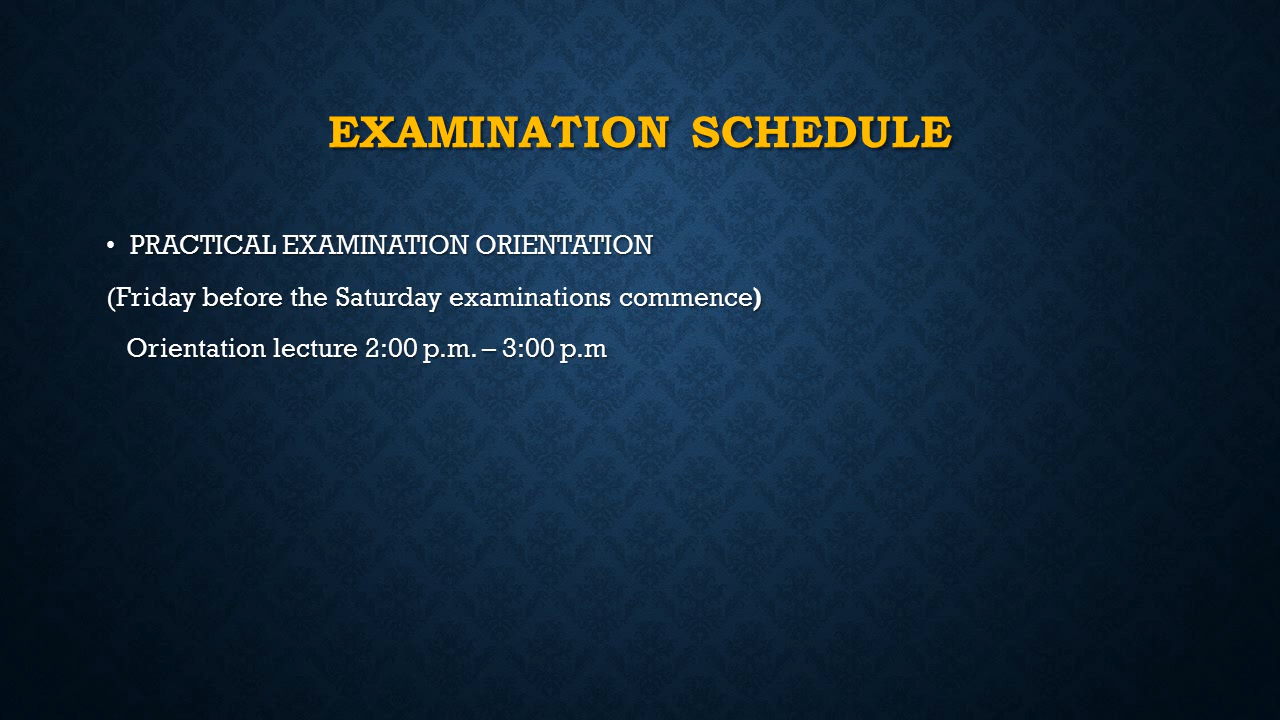 EXAMINATION SCHEDULE
• PRACTICAL EXAMINATION ORIENTATION
(Friday before the Saturday examinations commence)
Orientation lecture 2:00 p.m. – 3:00 p.m